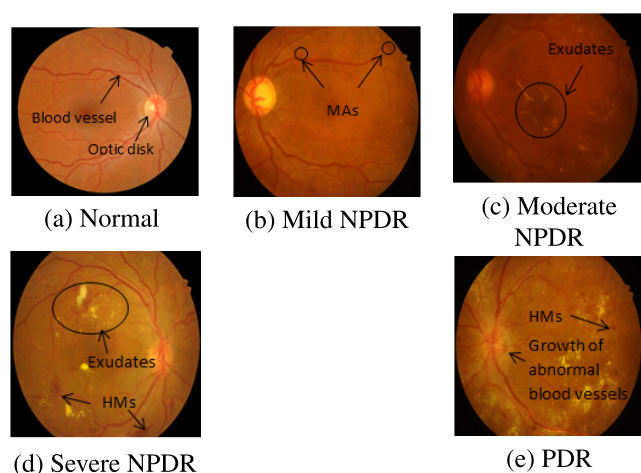 Blood vessel
Optic disk
(a) Normal
MAs
(b) Mild NPDR
Exudates
(c) Moderate
NPDR
Exudates
HMs
(d) Severe NPDR
HMs
Growth of
abnormal
blood vessels
(e) PDR